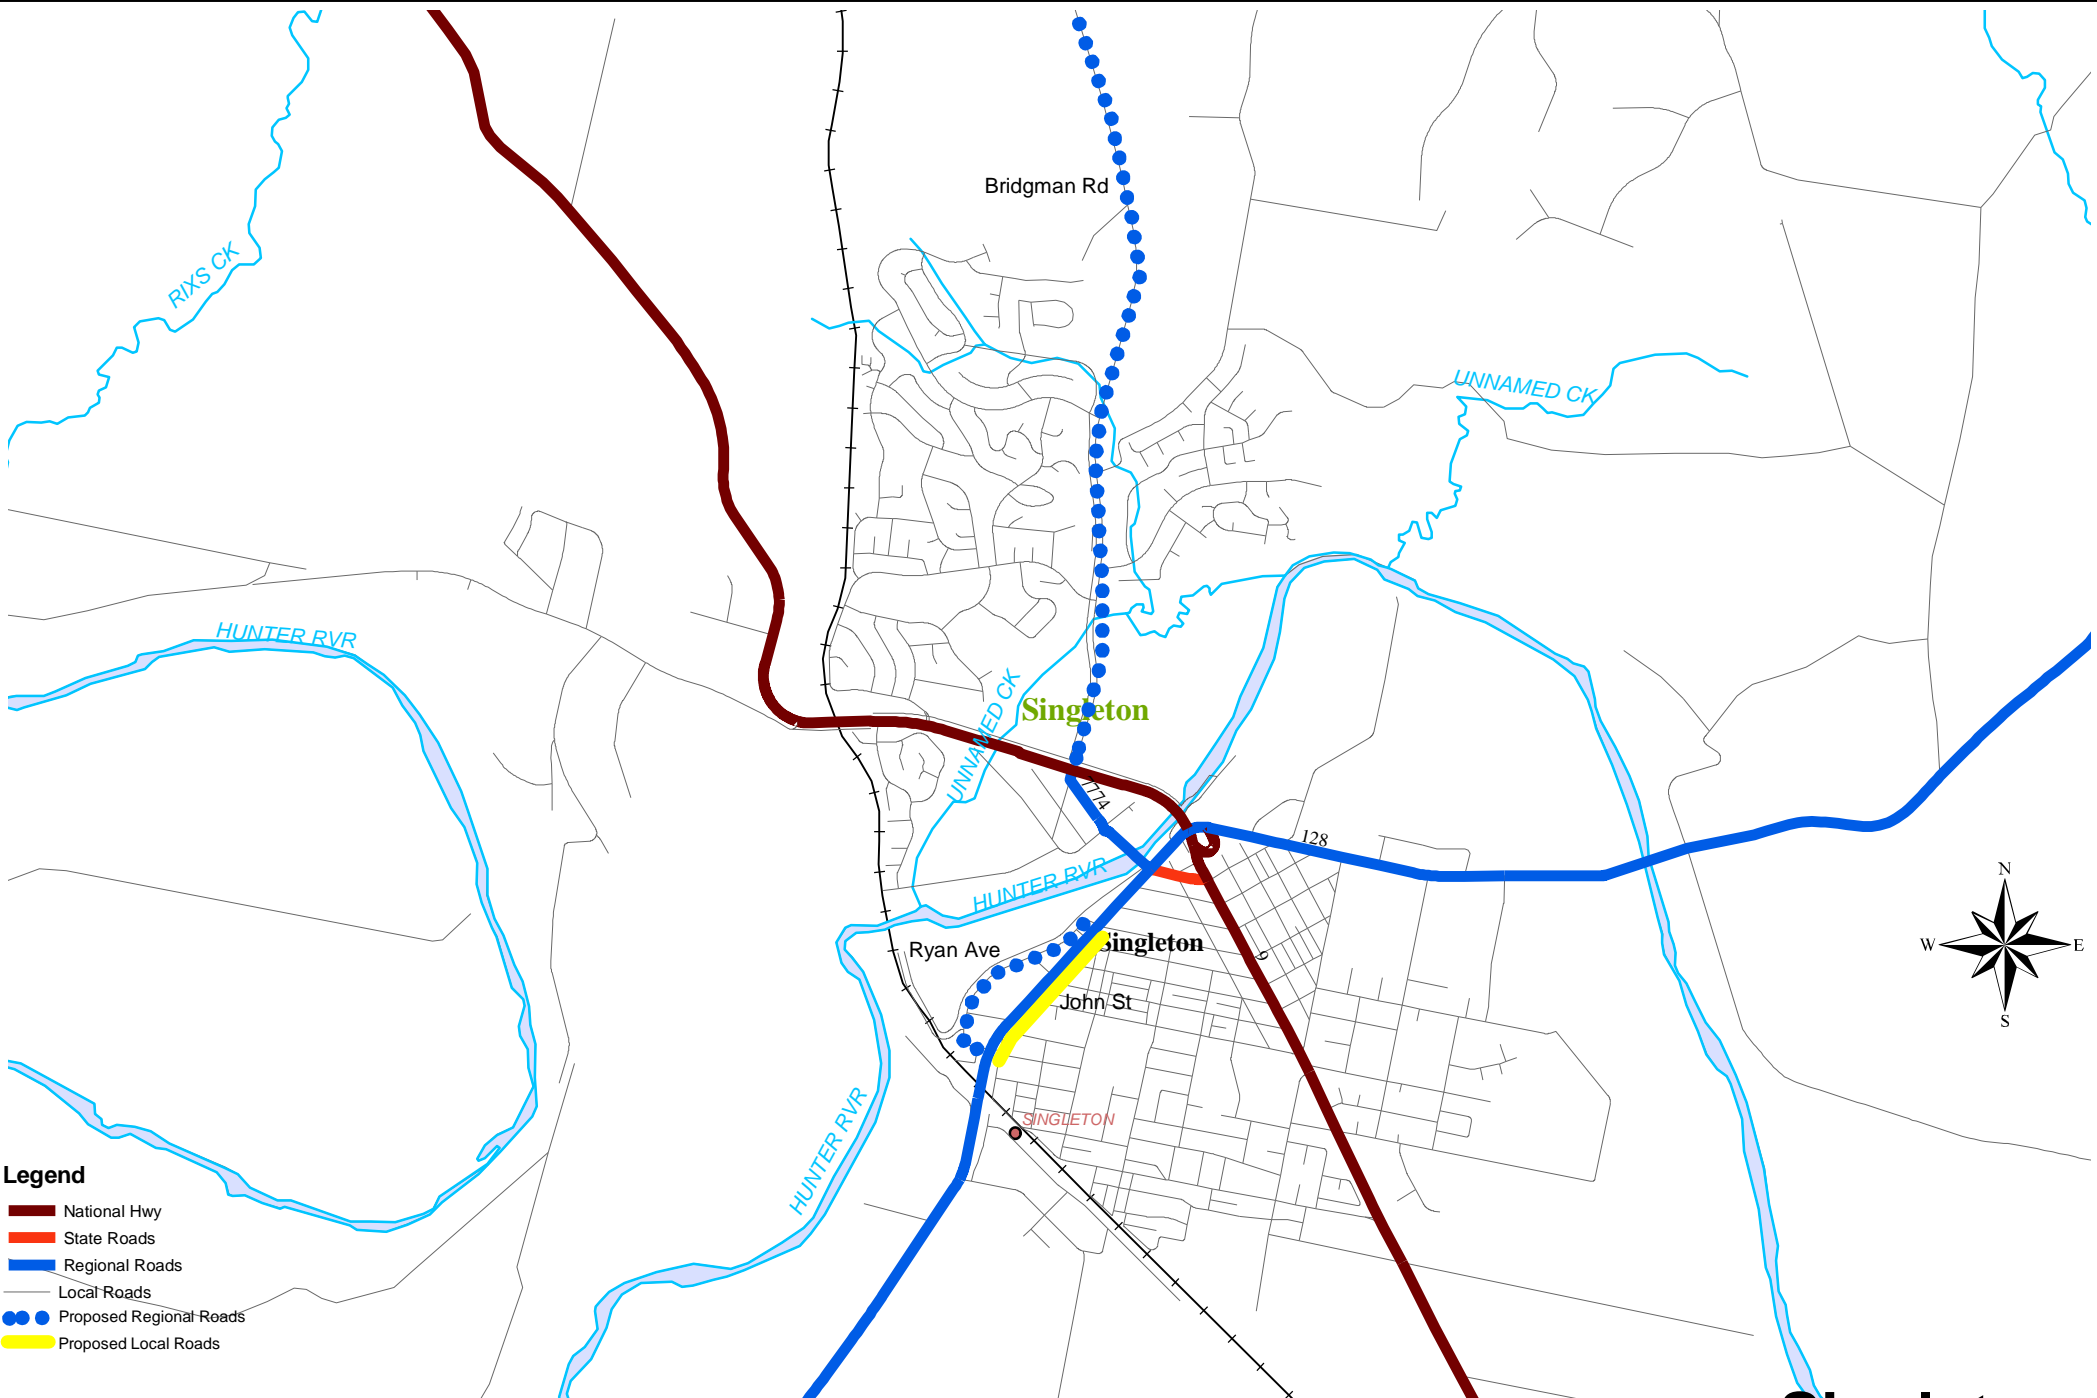 Bridgman Rd
RIXS CK
UNNAMED CK
HUNTER RVR
UNNAMED CK
Singleton
7774
128
HUNTER RVR
Ryan Ave
Singleton
9
John St
HUNTER RVR
SINGLETON
N
W
E
S
Legend
National Hwy
State Roads
Regional Roads
Local Roads
Proposed Regional Roads
Proposed Local Roads